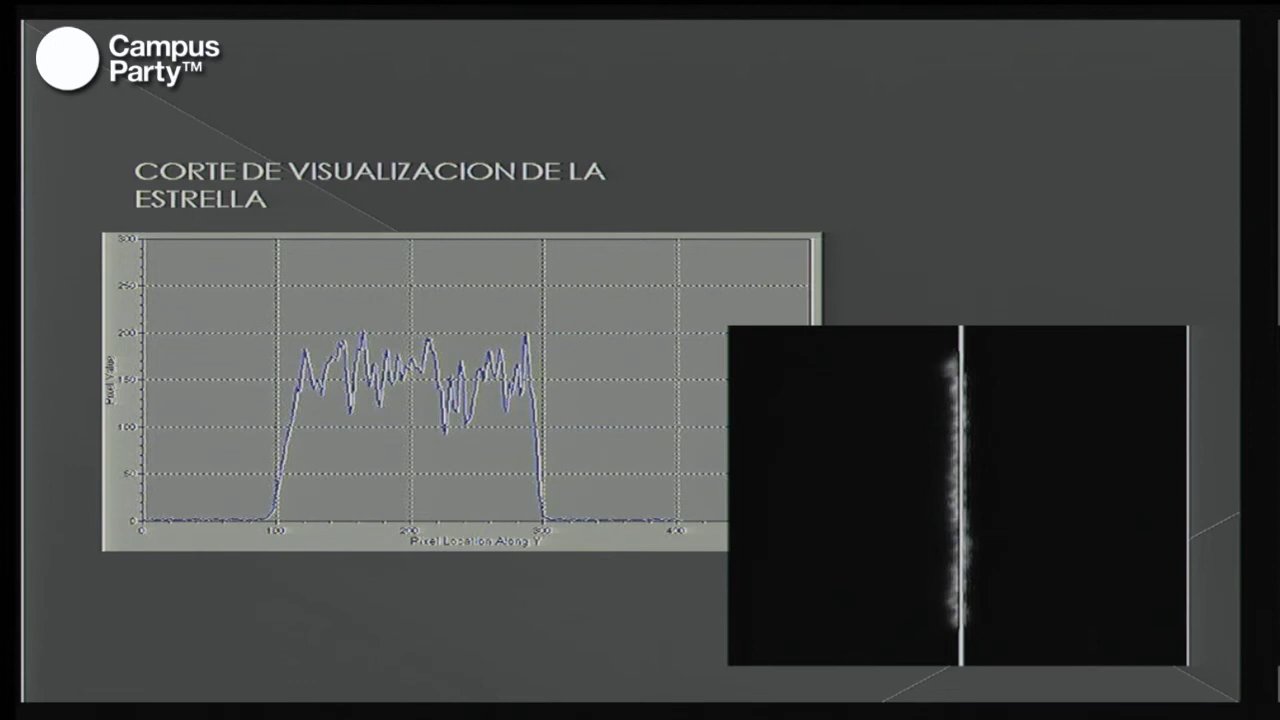 Campus
Party™
CORTE DE VISUALIZACION DE LA
ESTRELLA
300
250
200
150
100
50
0
Pixel Value
0 100 200 300 400
Pixel Location Along Y